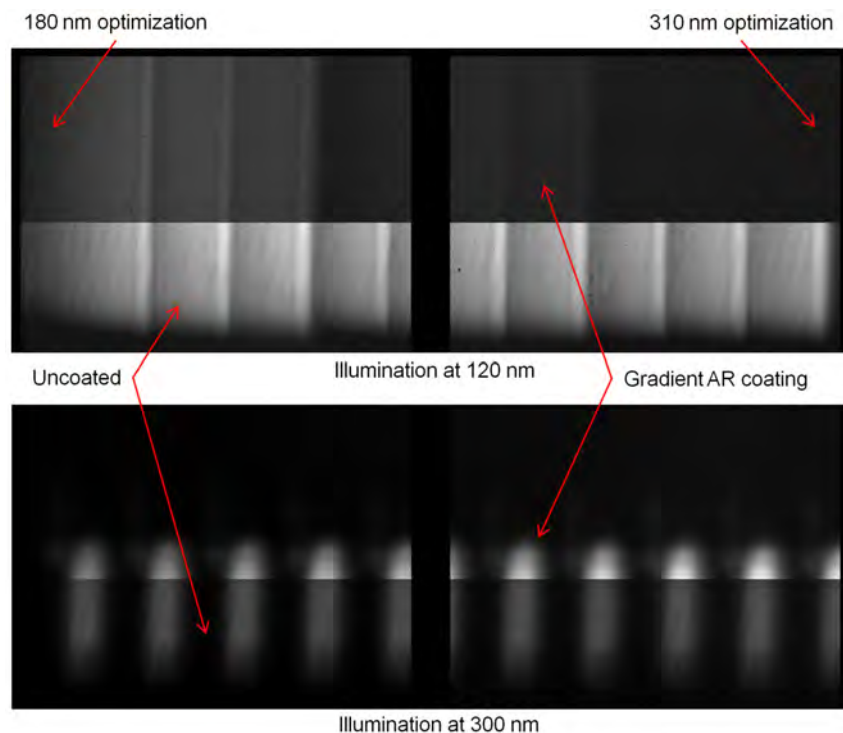 180 nm optimization
310 nm optimization
Uncoated
Illumination at 120 nm
Gradient AR coating
Illumination at 300 nm